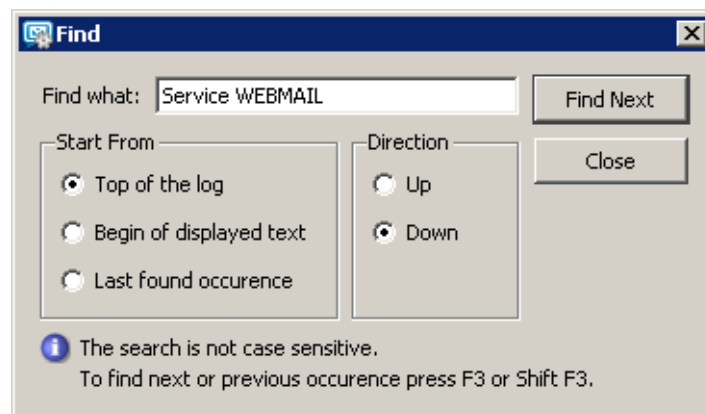 Find
Find what: Service WEBMAIL
Find Next
Start From
Top of the log
Begin of displayed text
Last found occurence
Direction
Up
Down
Close
The search is not case sensitive.
To find next or previous occurence press F3 or Shift F3.